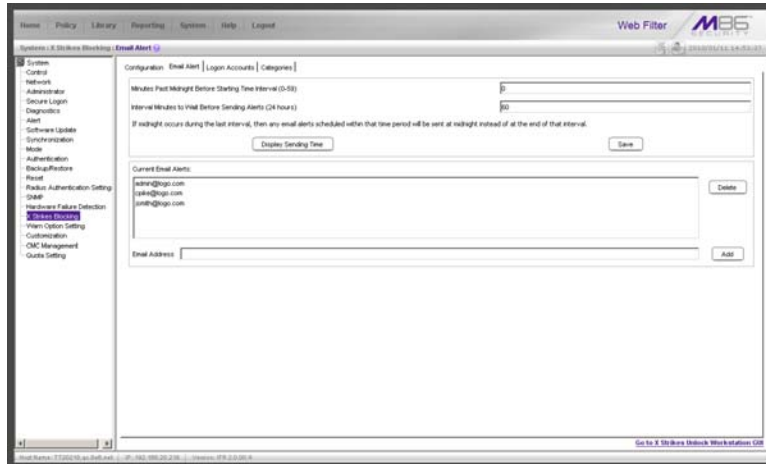 Home Policy Library Reporting System Help Logout
Web Filter
M86 SECURITY
System : X Strikes Blocking : Email Alert
System
Control
Network
Administrator
Secure Logon
Diagnostics
Alert
Software Update
Synchronization
Mode
Authentication
Backup/Restore
Reset
Radius Authentication Setting
SNMP
Hardware Failure Detection
X Strikes Blocking
Warn Option Setting
Customization
CMC Management
Quota Setting
Configuration Email Alert Logon Accounts Categories
Minutes Past Midnight Before Starting Time Interval (0-59) 0
Interval Minutes to Wait Before Sending Alerts (24 hours) 60
If midnight occurs during the last interval, then any email alerts scheduled within that time period will be sent at midnight instead of at the end of that interval.
Display Sending Time Save
Current Email Alerts:
admin@logo.com
cpike@logo.com
jsmith@logo.com
Delete
Email Address Add
Go to X Strikes Unlock Workstation GUI